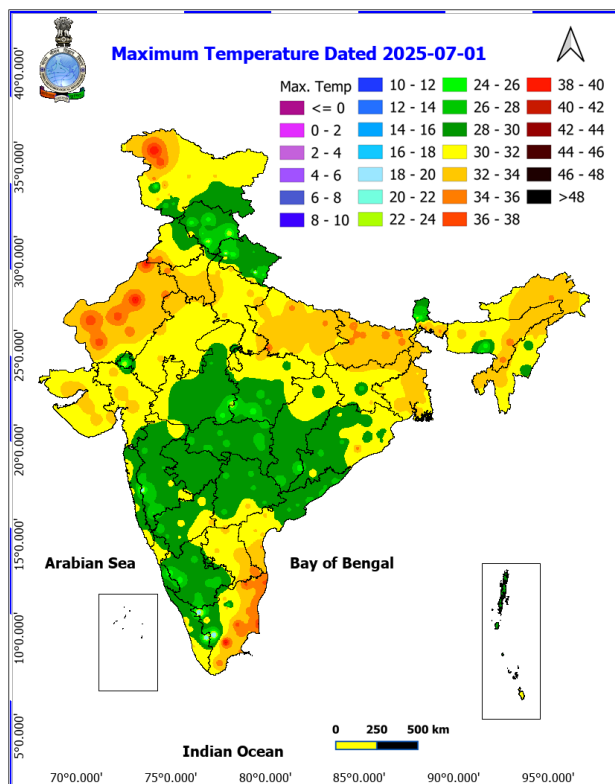 Maximum Temperature Dated 2025-07-01
Max. Temp
<= 0
0 - 2
2 - 4
4 - 6
6 - 8
8 - 10
10 - 12
12 - 14
14 - 16
16 - 18
18 - 20
20 - 22
22 - 24
24 - 26
26 - 28
28 - 30
30 - 32
32 - 34
34 - 36
36 - 38
38 - 40
40 - 42
42 - 44
44 - 46
46 - 48
>48
40°0.000'
35°0.000'
30°0.000'
25°0.000'
20°0.000'
15°0.000'
10°0.000'
5°0.000'
Arabian Sea
Bay of Bengal
Indian Ocean
0 250 500 km
70°0.000' 75°0.000' 80°0.000' 85°0.000' 90°0.000' 95°0.000'